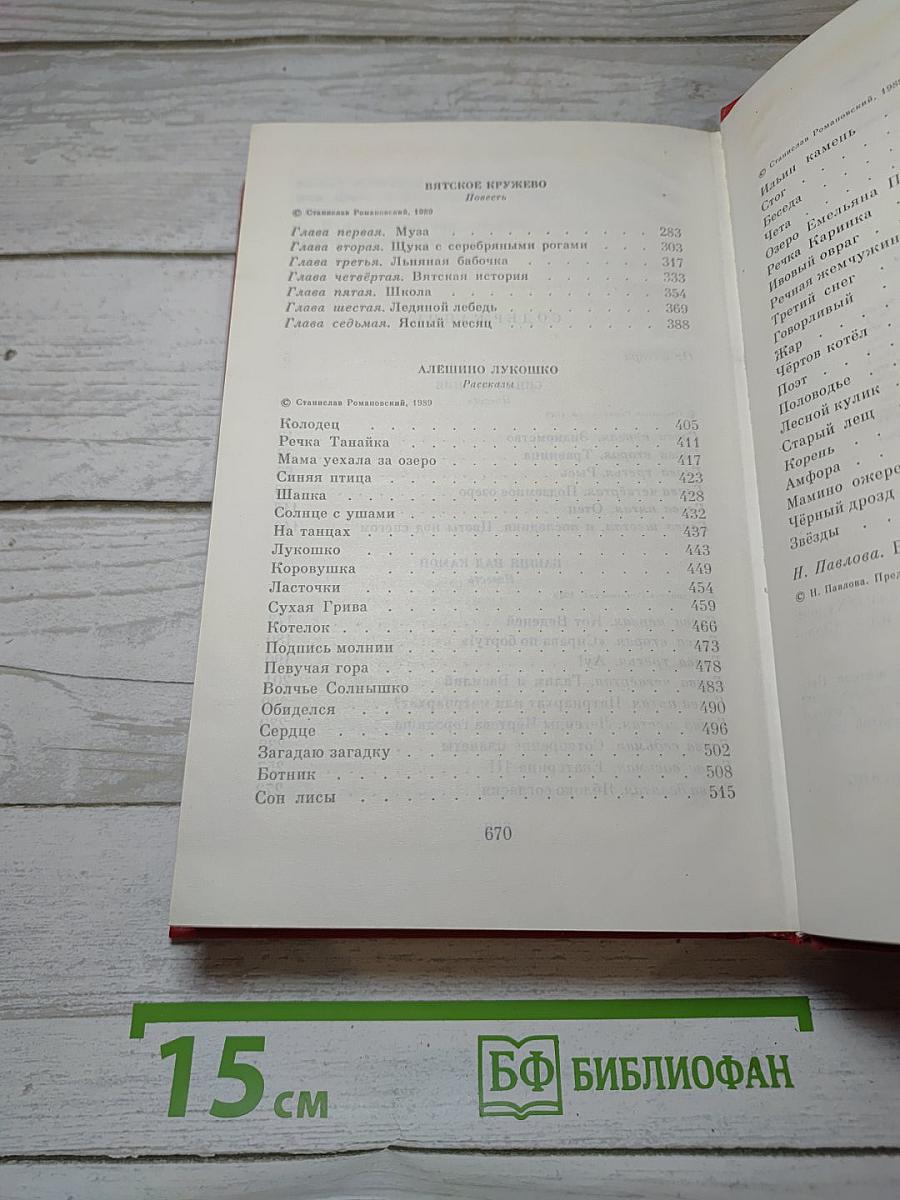 ВЯТСКОЕ КРУЖЕВО
Повесть
© Станислав Романовский, 1989
Глава первая. Муза . . . . . . . . . . . 283
Глава вторая. Щука с серебряными рогами . . . . 303
Глава третья. Льняная бабочка . . . . . . . . 317
Глава четвёртая. Вятская история . . . . . . . 333
Глава пятая. Школа . . . . . . . . . . . 354
Глава шестая. Ледяной лебедь . . . . . . . . 369
Глава седьмая. Ясный месяц . . . . . . . . . 388
АЛЁШИНО ЛУКОШКО
Рассказы
© Станислав Романовский, 1989
Колодец . . . . . . . . . . . . . . 405
Речка Танайка . . . . . . . . . . . . 411
Мама уехала за озеро . . . . . . . . . . 417
Синяя птица . . . . . . . . . . . . . 423
Шапка . . . . . . . . . . . . . . . 428
Солнце с ушами . . . . . . . . . . . . 432
На танцах . . . . . . . . . . . . . . 437
Лукошко . . . . . . . . . . . . . . 443
Коровушка . . . . . . . . . . . . . . 449
Ласточки . . . . . . . . . . . . . . 454
Сухая Грива . . . . . . . . . . . . . 459
Котелок . . . . . . . . . . . . . . . 466
Подпись молнии . . . . . . . . . . . . 473
Певучая гора . . . . . . . . . . . . . 478
Волчье Солнышко . . . . . . . . . . . . 483
Обиделся . . . . . . . . . . . . . . 490
Сердце . . . . . . . . . . . . . . . 496
Загадаю загадку . . . . . . . . . . . . 502
Ботник . . . . . . . . . . . . . . . 508
Сон лисы . . . . . . . . . . . . . . 515
670
© Станислав Романовский, 1989
Ильин камень
Стог
Беседа
Чета
Озеро Емельяна П
Речка Каринка
Ивовый овраг
Речная жемчужин
Третий снег
Говорливый
Жар
Чёртов котёл
Поэт
Половодье
Лесной кулик
Старый лещ
Корень
Амфора
Мамино ожере
Чёрный дрозд
Звёзды
Н. Павлова.
© Н. Павлова. Пред
15 см
БФ БИБЛИОФАН